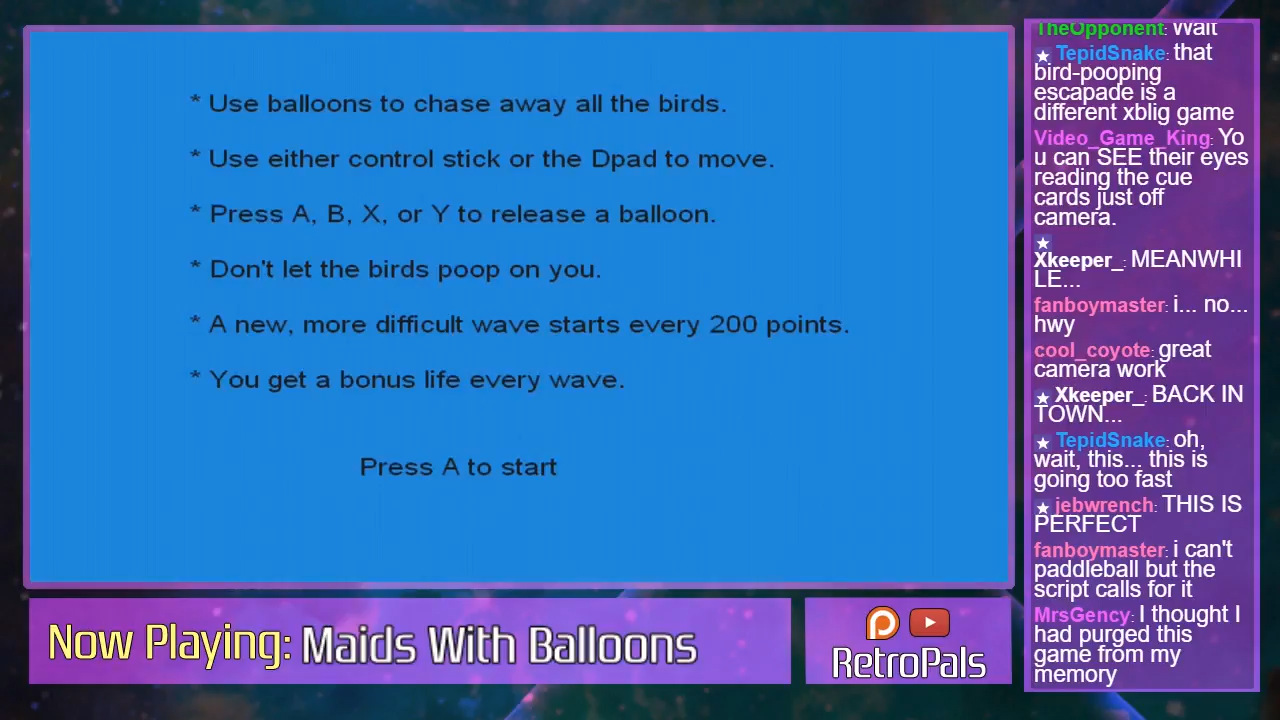 * Use balloons to chase away all the birds.
* Use either control stick or the Dpad to move.
* Press A, B, X, or Y to release a balloon.
* Don't let the birds poop on you.
* A new, more difficult wave starts every 200 points.
* You get a bonus life every wave.
Press A to start
Now Playing: Maids With Balloons
RetroPals
TheOpponent: Wait
TepidSnake: that
bird-pooping
escapade is a
different xblig game
Video_Game_King: Yo
u can SEE their eyes
reading the cue
cards just off
camera.
Xkeeper_: MEANWHI
LE...
fanboymaster: i... no...
hwy
cool_coyote: great
camera work
Xkeeper_: BACK IN
TOWN...
TepidSnake: oh,
wait, this... this is
going too fast
jebwrench: THIS IS
PERFECT
fanboymaster: i can't
paddleball but the
script calls for it
MrsGency: I thought I
had purged this
game from my
memory